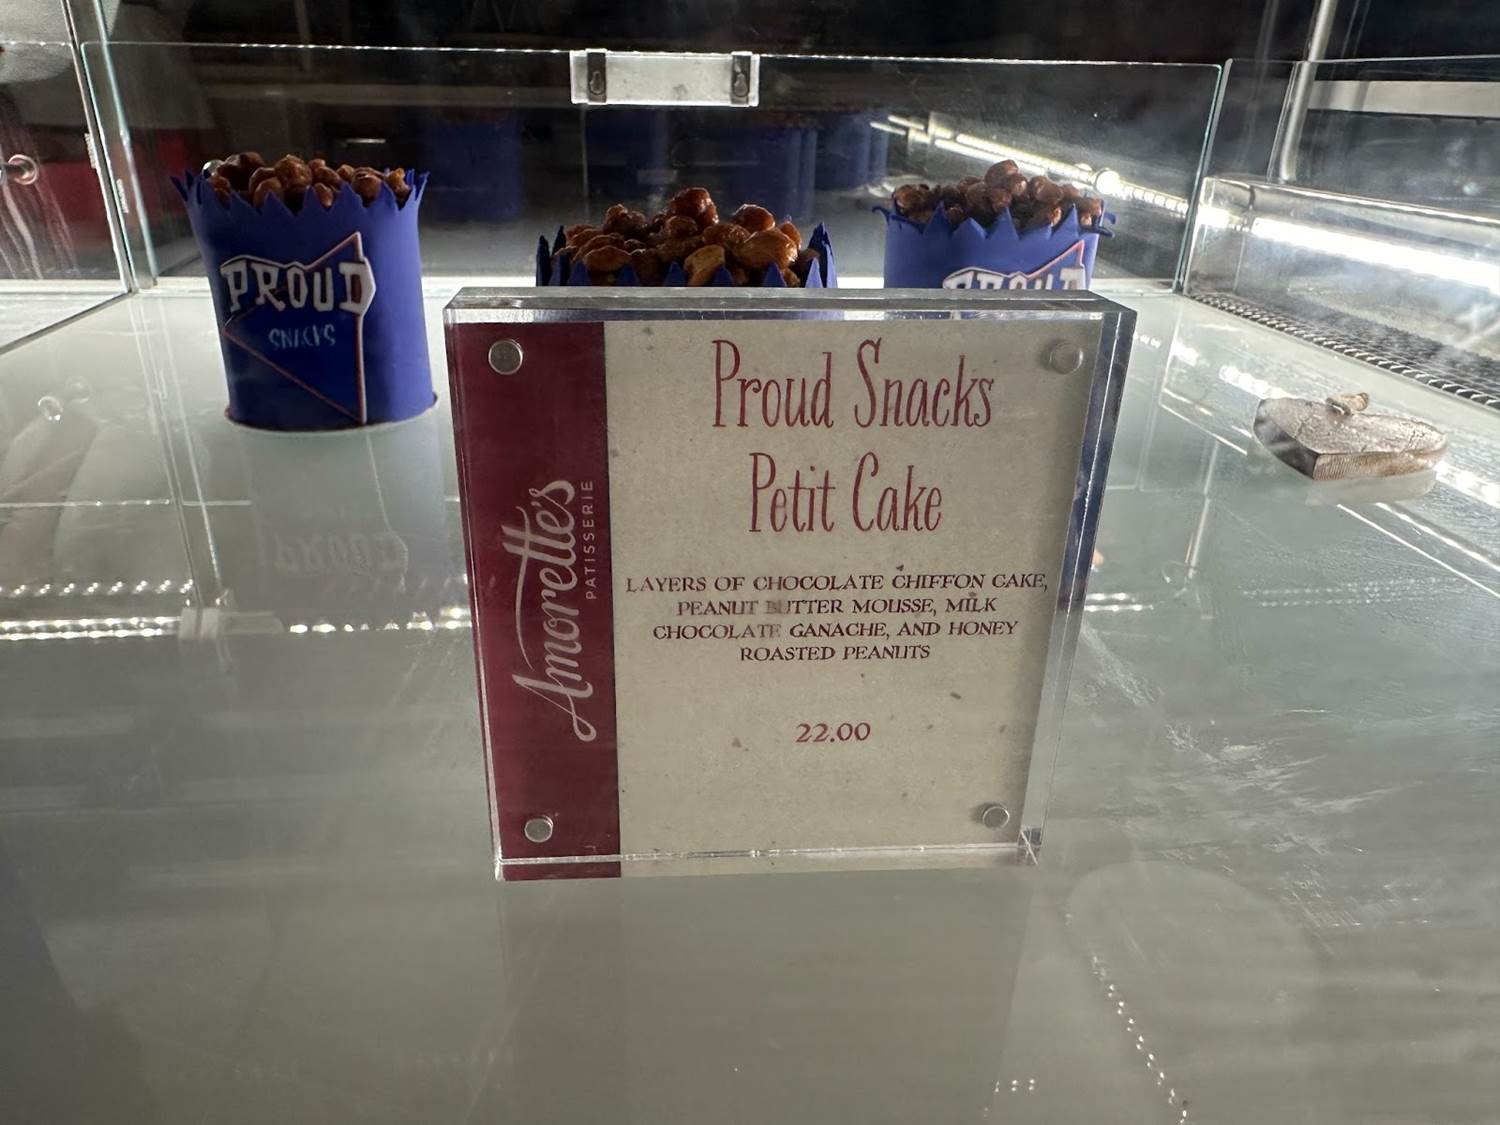 PROUD
SNACKS
PROUD
Proud Snacks
Petit Cake
Amorette's
PATISSERIE
LAYERS OF CHOCOLATE CHIFFON CAKE,
PEANUT BUTTER MOUSSE, MILK
CHOCOLATE GANACHE, AND HONEY
ROASTED PEANUTS
22.00